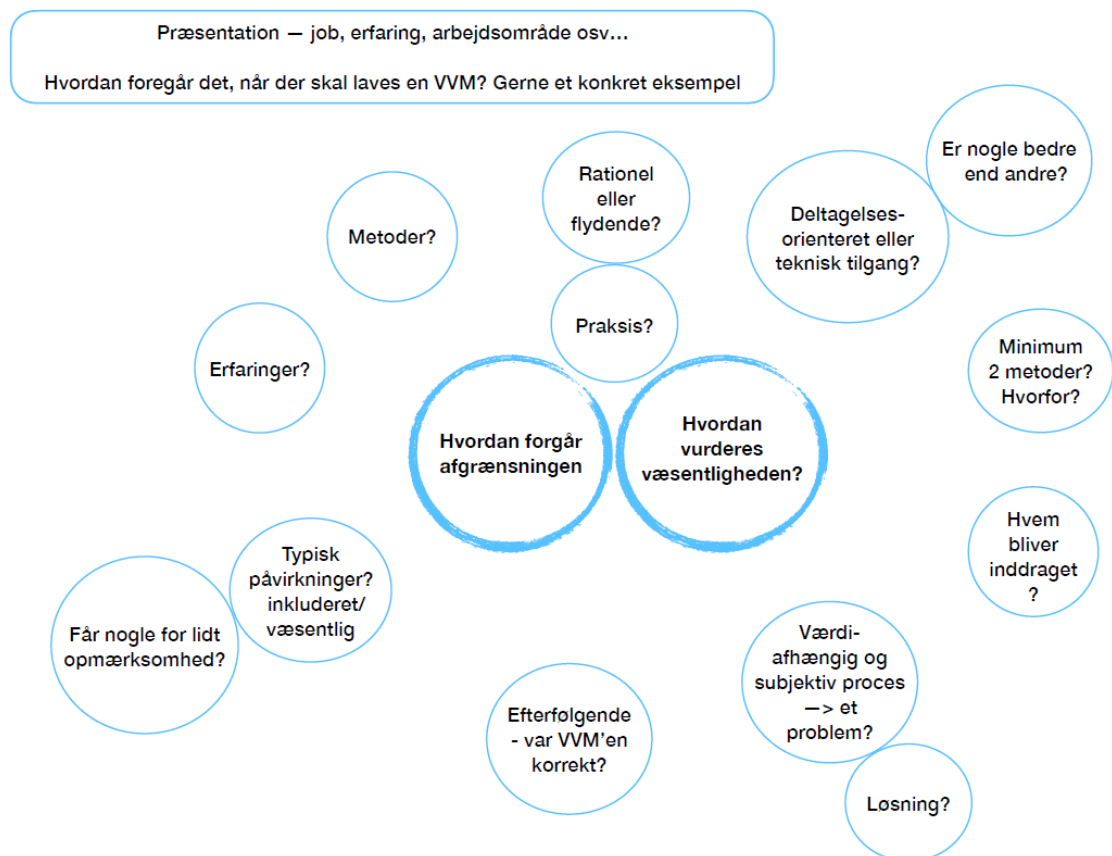 Præsentation — job, erfaring, arbejdsområde osv...
Hvordan foregår det, når der skal laves en VVM? Gerne et konkret eksempel
Er nogle bedre
end andre?
Rationel
eller
flydende?
Deltagelses-
orienteret eller
teknisk tilgang?
Metoder?
Praksis?
Minimum
2 metoder?
Hvorfor?
Erfaringer?
Hvordan forgår
afgrænsningen
Hvordan
vurderes
væsentligheden?
Hvem
bliver
inddraget
?
Typisk
påvirkninger?
inkluderet/
væsentlig
Får nogle for lidt
opmærksomhed?
Værdi-
afhængig og
subjektiv proces
—> et
problem?
Efterfølgende
- var VVM'en
korrekt?
Løsning?